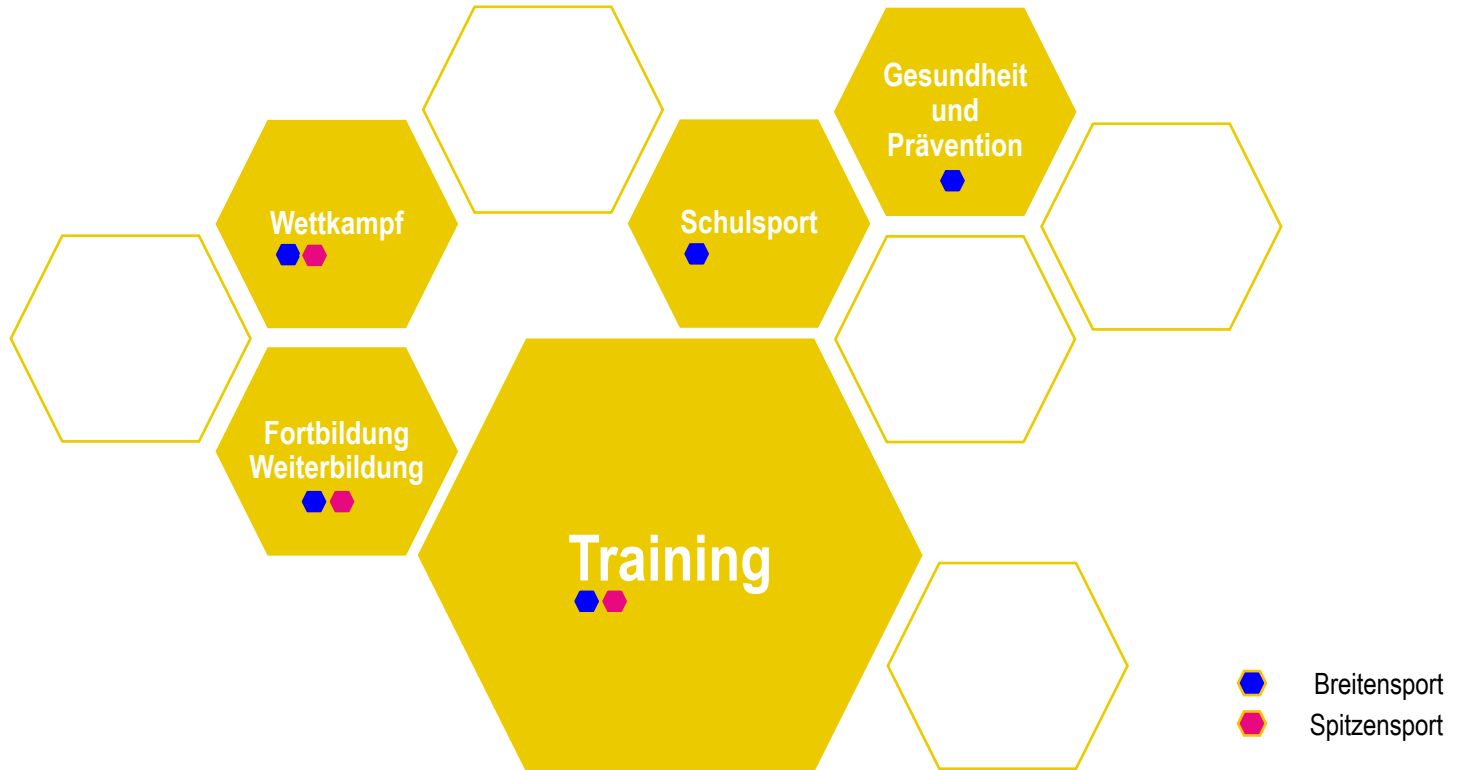 Gesundheit
und
Prävention
Wettkampf
Schulsport
Fortbildung
Weiterbildung
Training
Breitensport
Spitzensport